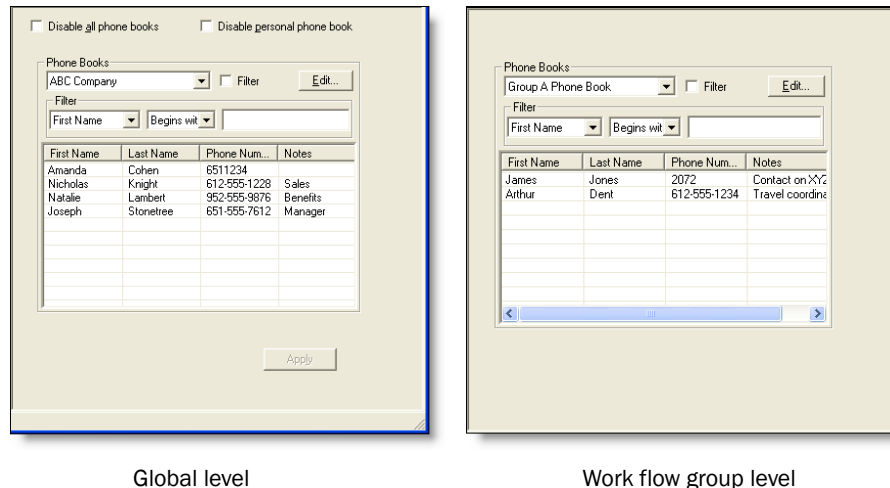 Disable all phone books Disable personal phone book
Phone Books
ABC Company Filter Edit...
Filter
First Name Begins wit
First Name Last Name Phone Num... Notes
Amanda Cohen 6511234
Nicholas Knight 612-555-1228 Sales
Natalie Lambert 952-555-9876 Benefits
Joseph Stonetree 651-555-7612 Manager
Apply
Global level
Phone Books
Group A Phone Book Filter Edit...
Filter
First Name Begins wit
First Name Last Name Phone Num... Notes
James Jones 2072 Contact on XYZ
Arthur Dent 612-555-1234 Travel coordina
Work flow group level